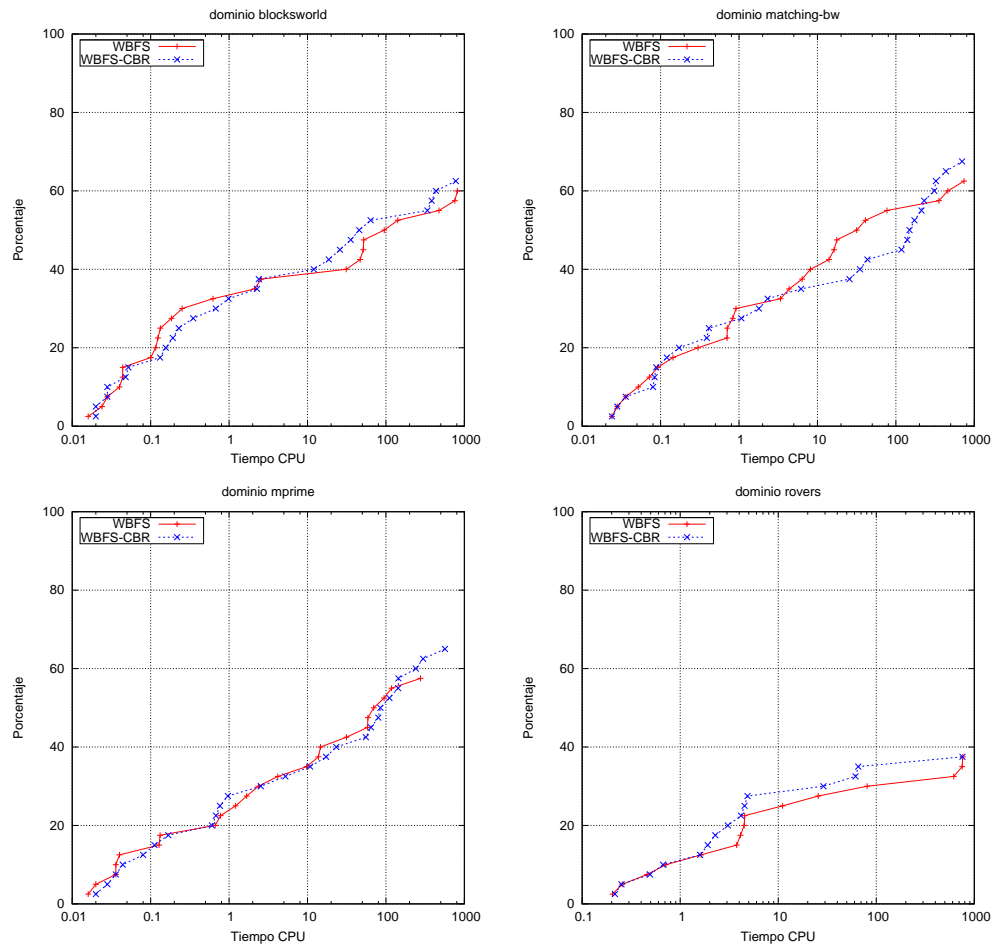 dominio blocksworld
100
80
60
40
20
0
Porcentaje
WBFS
WBFS-CBR
0.01
0.1
1
10
100
1000
Tiempo CPU
dominio matching-bw
100
80
60
40
20
0
Porcentaje
WBFS
WBFS-CBR
0.01
0.1
1
10
100
1000
Tiempo CPU
dominio mprime
100
80
60
40
20
0
Porcentaje
WBFS
WBFS-CBR
0.01
0.1
1
10
100
1000
Tiempo CPU
dominio rovers
100
80
60
40
20
0
Porcentaje
WBFS
WBFS-CBR
0.1
1
10
100
1000
Tiempo CPU